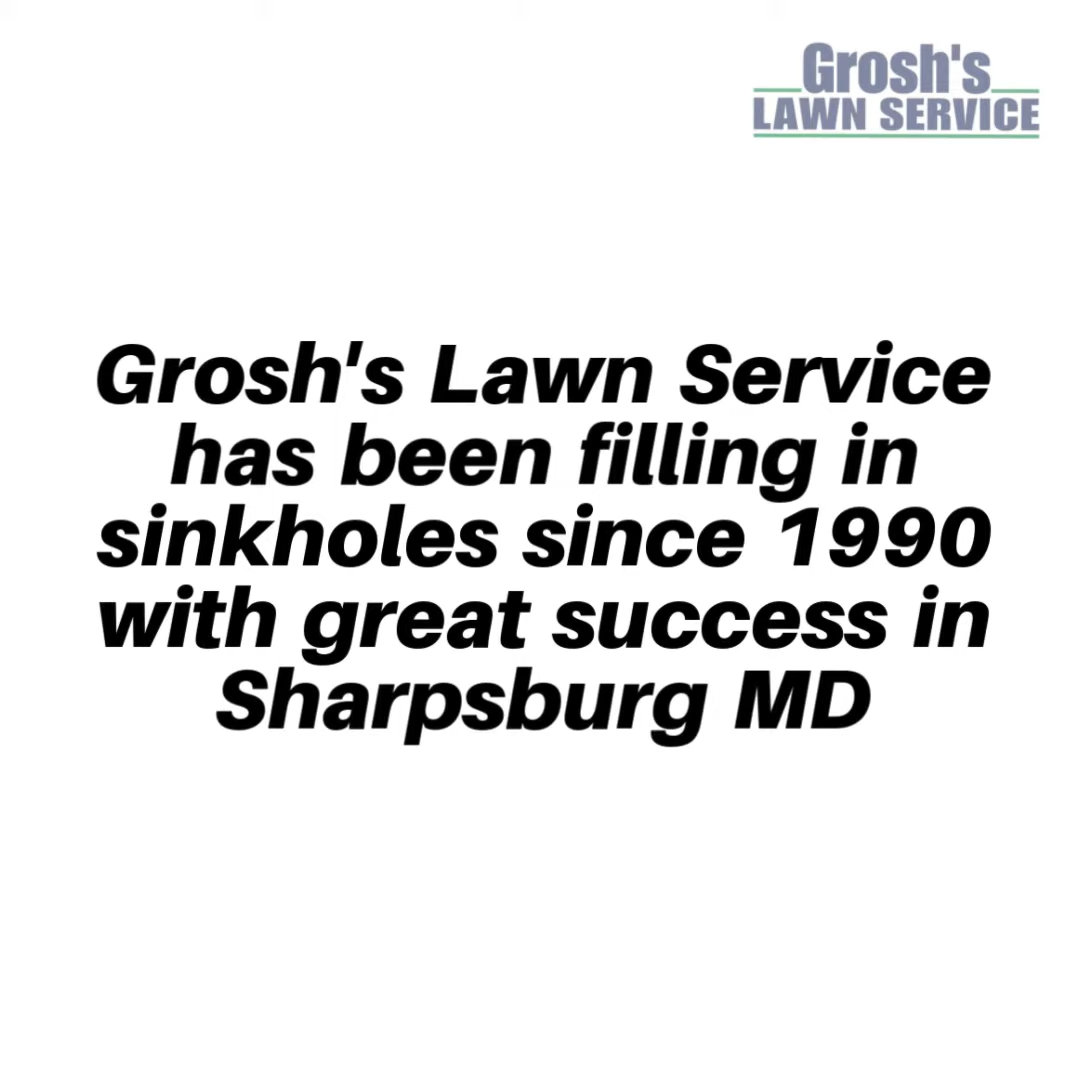 Grosh's
LAWN SERVICE
Grosh's Lawn Service
has been filling in
sinkholes since 1990
with great success in
Sharpsburg MD